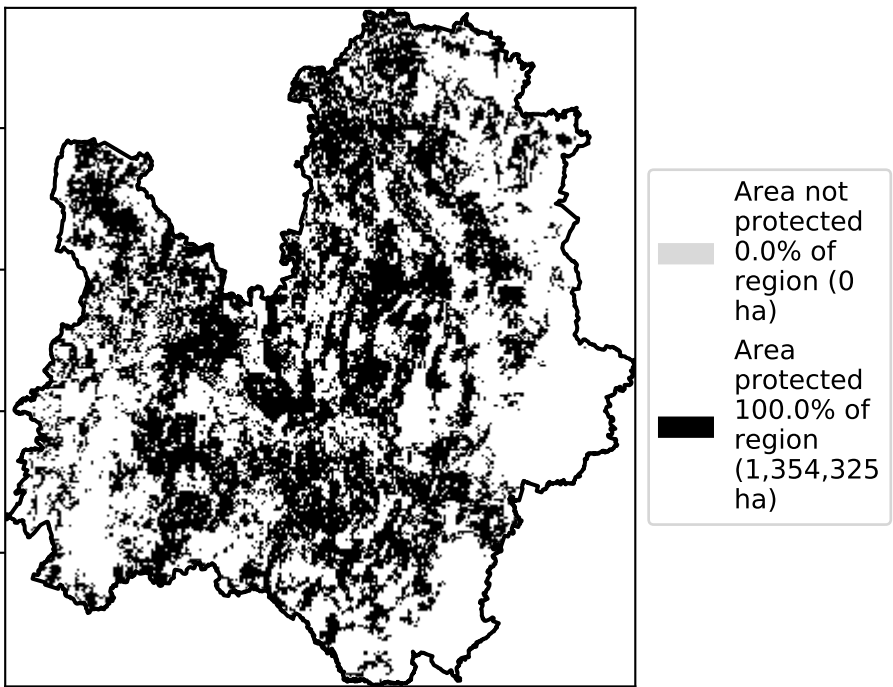 Area not
protected
0.0% of
region (0
ha)
Area
protected
100.0% of
region
(1,354,325
ha)